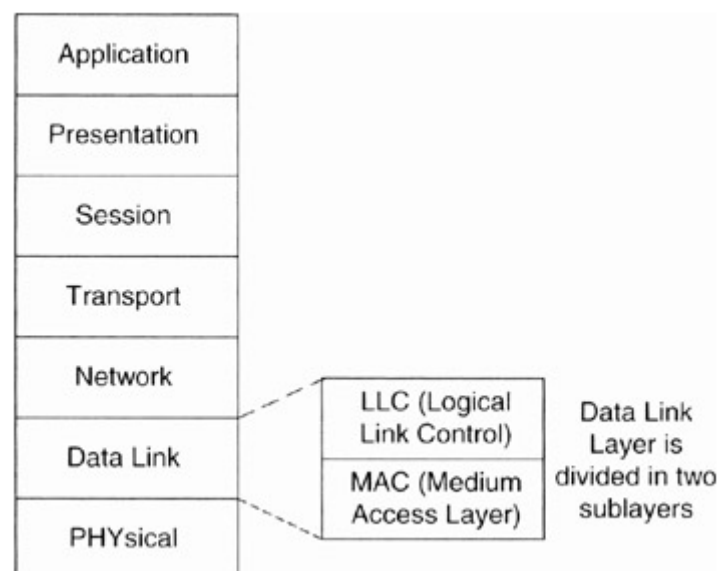 Application
Presentation
Session
Transport
Network
Data Link
PHYsical
LLC (Logical
Link Control)
MAC (Medium
Access Layer)
Data Link
Layer is
divided in two
sublayers